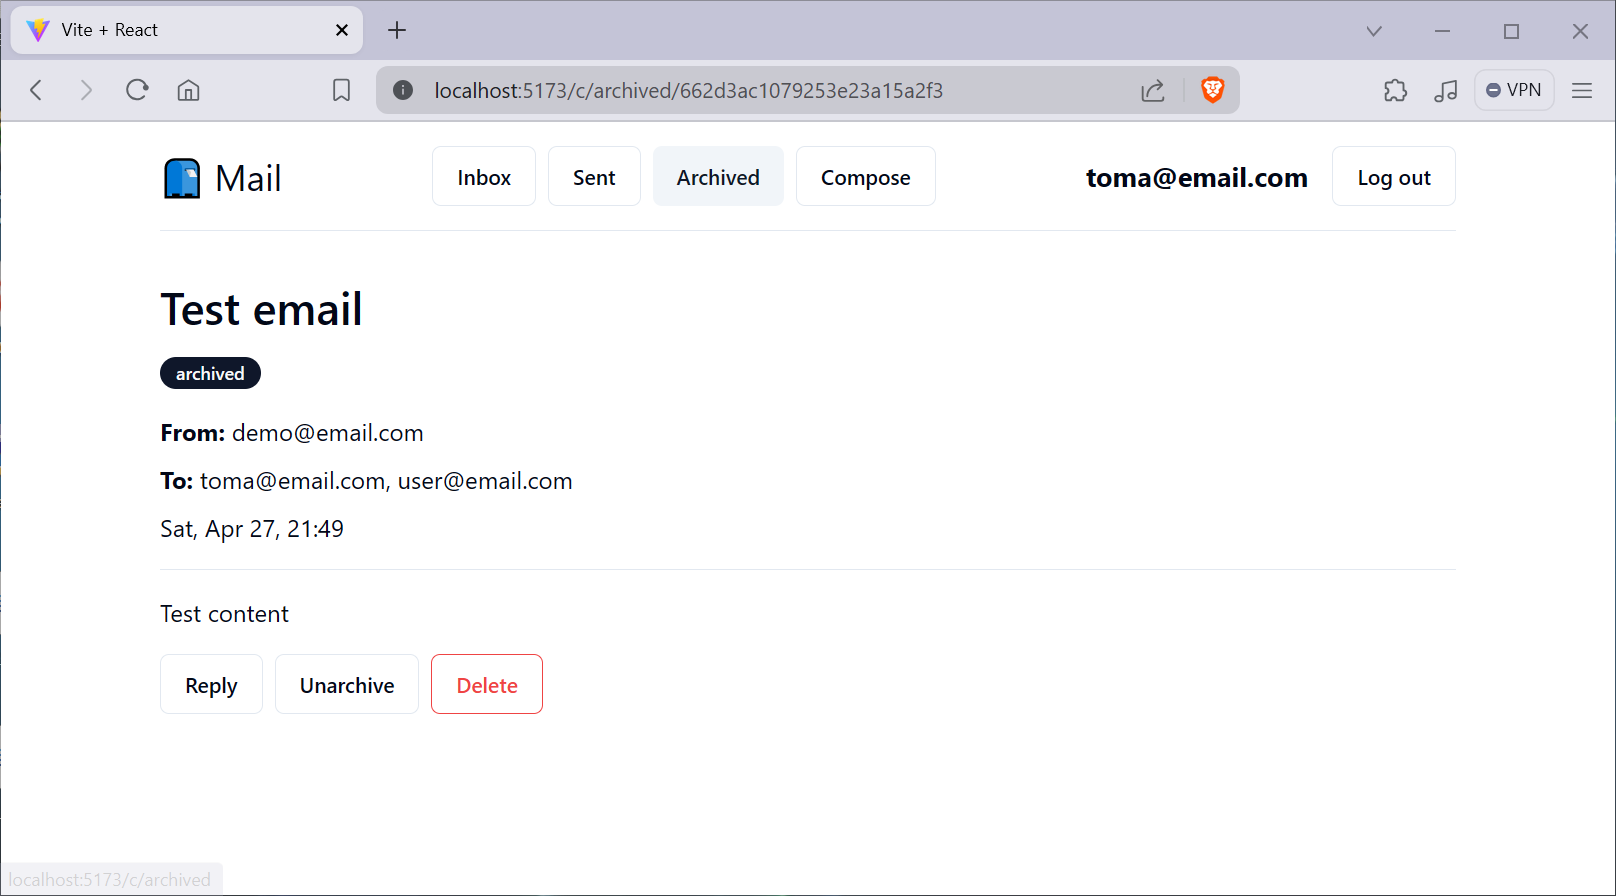 Vite + React
localhost:5173/c/archived/662d3ac1079253e23a15a2f3
VPN
Mail
Inbox
Sent
Archived
Compose
toma@email.com
Log out
Test email
archived
From: demo@email.com
To: toma@email.com, user@email.com
Sat, Apr 27, 21:49
Test content
Reply
Unarchive
Delete
localhost:5173/c/archived